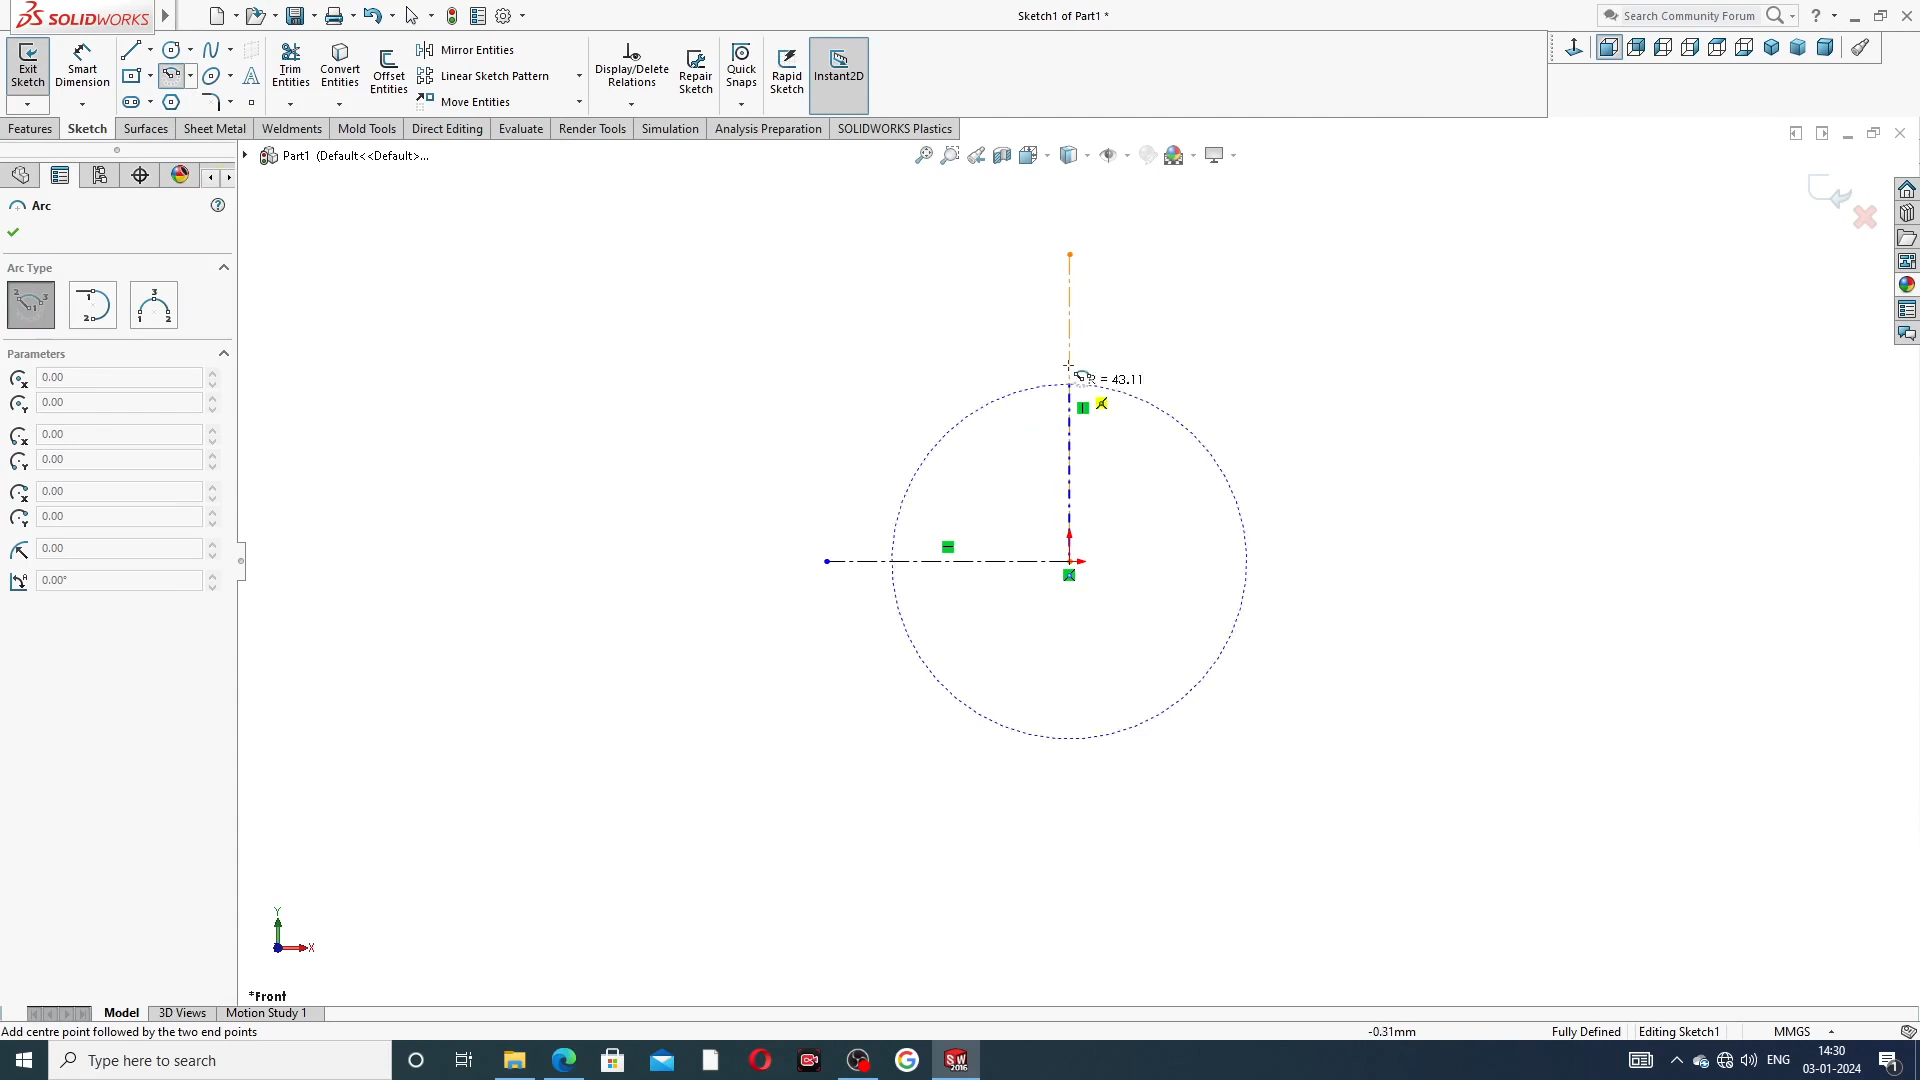 SOLIDWORKS
Sketch1 of Part1 *
Search Community Forum
Exit Sketch
Smart Dimension
Trim Entities
Convert Entities
Offset Entities
Mirror Entities
Linear Sketch Pattern
Move Entities
Display/Delete Relations
Repair Sketch
Quick Snaps
Rapid Sketch
Instant2D
Features
Sketch
Surfaces
Sheet Metal
Weldments
Mold Tools
Direct Editing
Evaluate
Render Tools
Simulation
Analysis Preparation
SOLIDWORKS Plastics
Part1 (Default<<Default>...
Arc
Arc Type
Parameters
0.00
0.00
0.00
0.00
0.00
0.00
0.00
0.00°
R = 43.11
Y
X
*Front
Model
3D Views
Motion Study 1
Add centre point followed by the two end points
-0.31mm
Fully Defined
Editing Sketch1
MMGS
Type here to search
SW
2016
ENG
14:30
03-01-2024
1